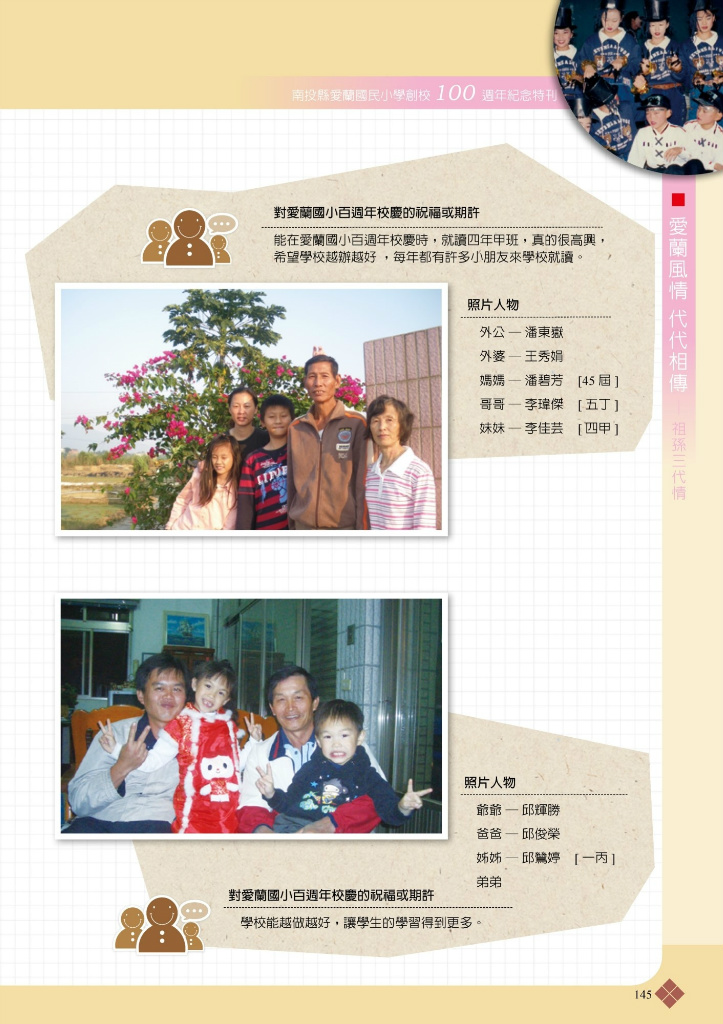 南投縣愛蘭國民小學創校 100 週年紀念特刊
愛蘭風情 代代相傳
祖孫三代情
對愛蘭國小百週年校慶的祝福或期許
能在愛蘭國小百週年校慶時，就讀四年甲班，真的很高興，
希望學校越辦越好，每年都有許多小朋友來學校就讀。
照片人物
外公 — 潘東嶽
外婆 — 王秀娟
媽媽 — 潘碧芳 [45 屆]
哥哥 — 李瑋傑 [五丁]
妹妹 — 李佳芸 [四甲]
照片人物
爺爺 — 邱輝勝
爸爸 — 邱俊榮
姊姊 — 邱鷥婷 [一丙]
弟弟
對愛蘭國小百週年校慶的祝福或期許
學校能越做越好，讓學生的學習得到更多。
145